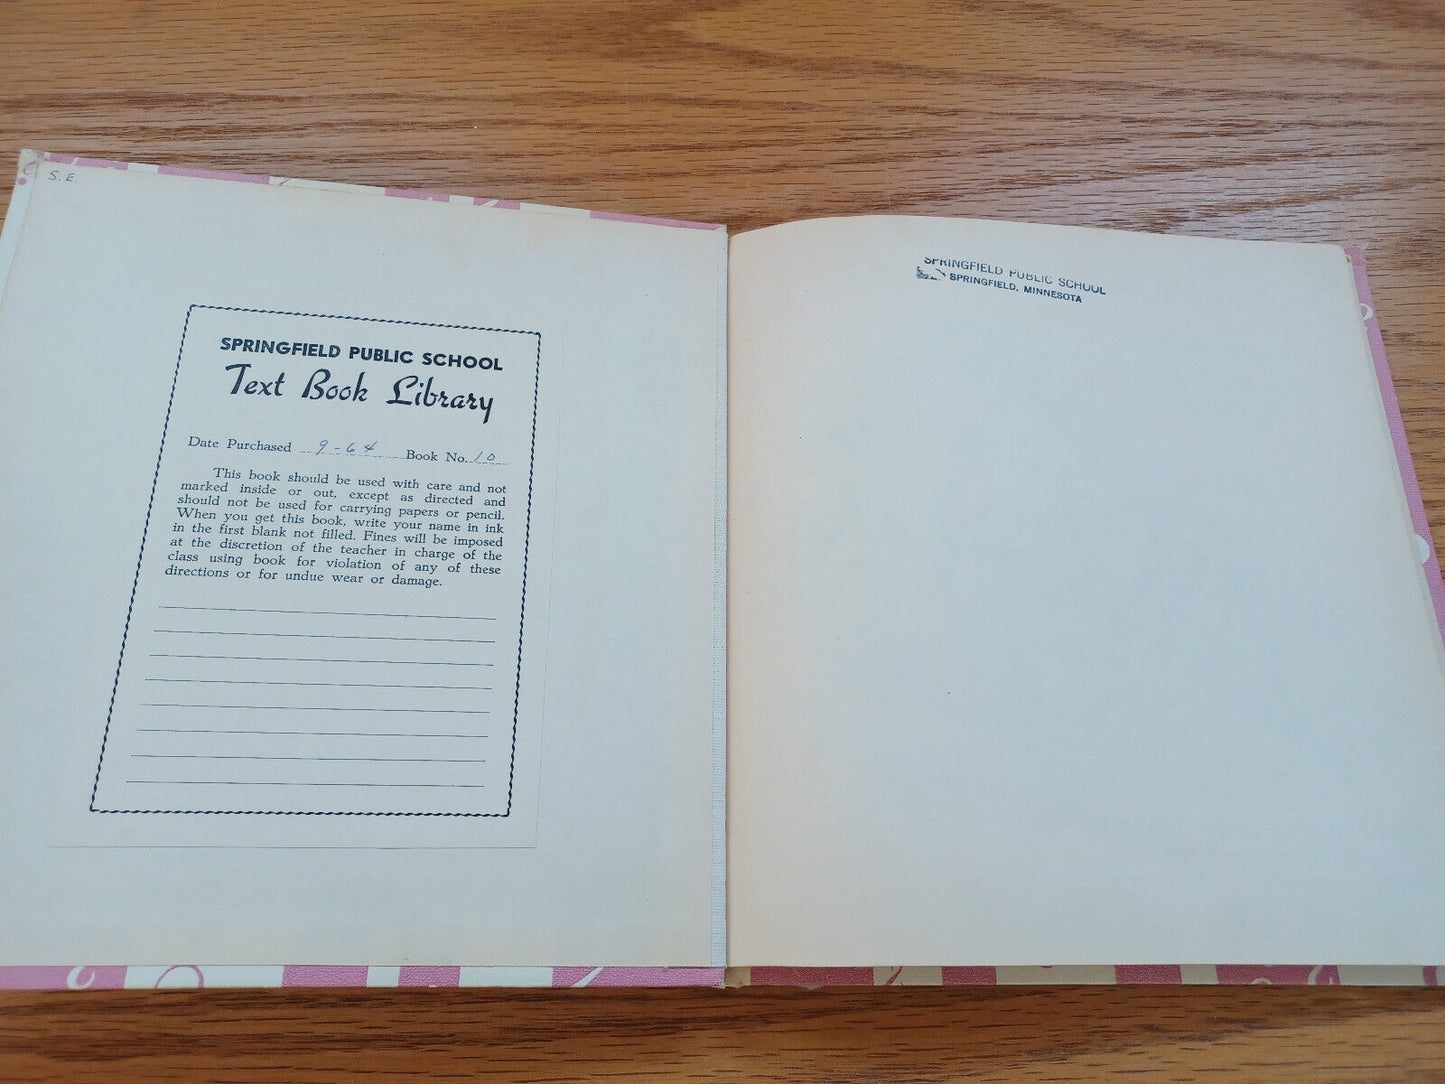 S.E.
SPRINGFIELD PUBLIC SCHOOL
Text Book Library
Date Purchased 9-64 Book No. 10
This book should be used with care and not
marked inside or out, except as directed and
should not be used for carrying papers or pencil.
When you get this book, write your name in ink
in the first blank not filled. Fines will be imposed
at the discretion of the teacher in charge of the
class using book for violation of any of these
directions or for undue wear or damage.
SPRINGFIELD PUBLIC SCHOOL
SPRINGFIELD, MINNESOTA